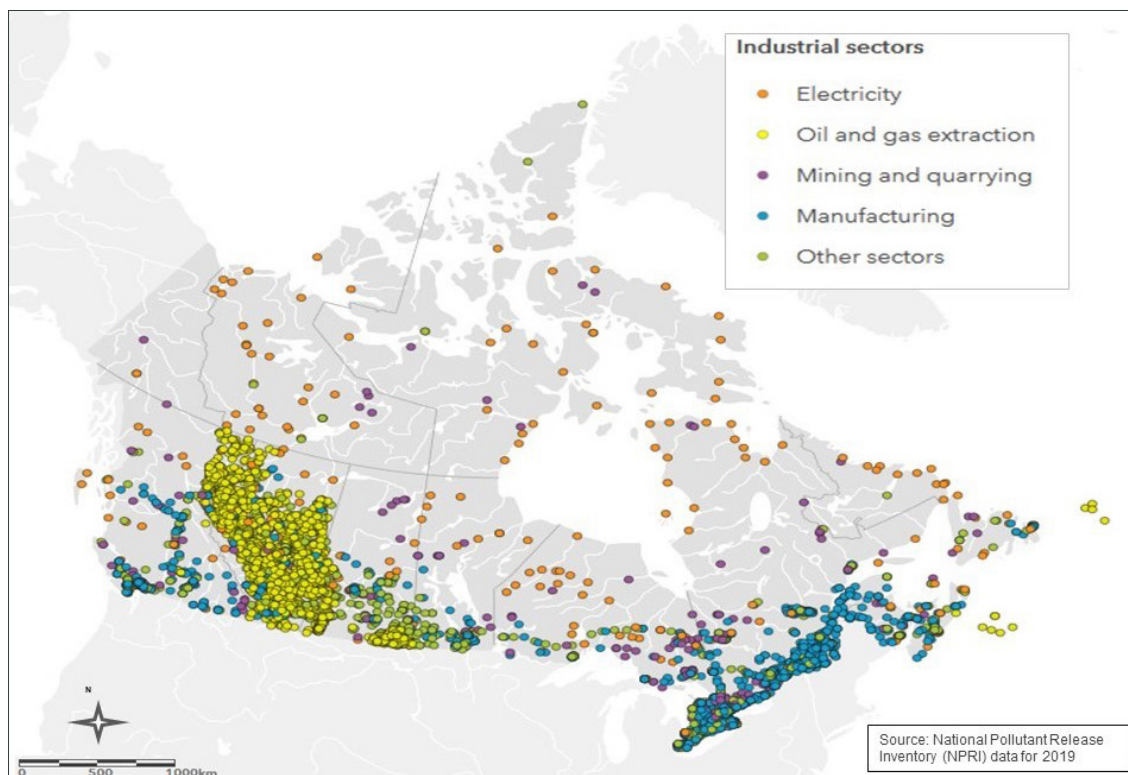 Industrial sectors
Electricity
Oil and gas extraction
Mining and quarrying
Manufacturing
Other sectors
N
0 500 1000km
Source: National Pollutant Release
Inventory (NPRI) data for 2019